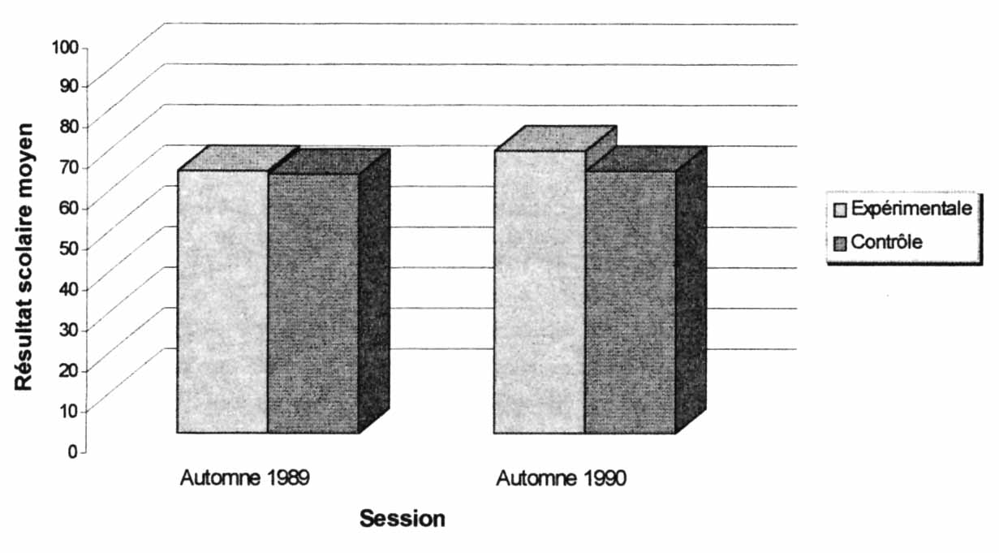 Résultat scolaire moyen
100
90
80
70
60
50
40
30
20
10
0
Automne 1989
Automne 1990
Session
Expérimentale
Contrôle